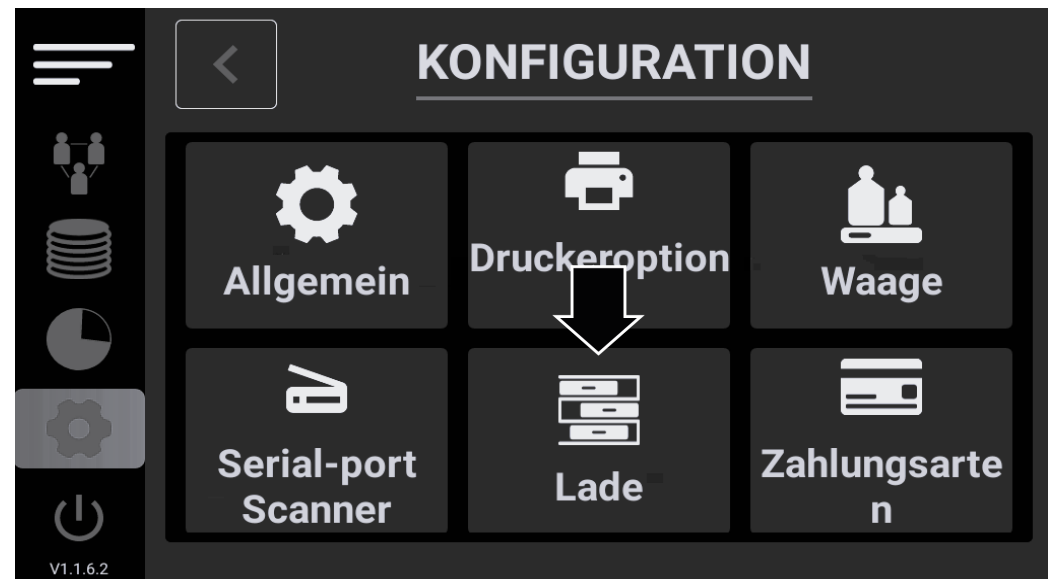 KONFIGURATION
Allgemein
Druckeroption
Waage
Serial-port
Scanner
Lade
Zahlungsarte
n
V1.1.6.2